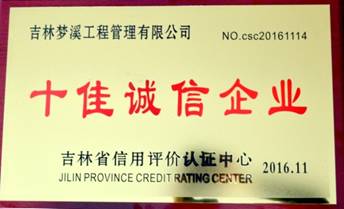 吉林梦溪工程管理有限公司 NO.csc20161114
十佳诚信企业
吉林省信用评价认证中心 2016.11
JILIN PROVINCE CREDIT RATING CENTER